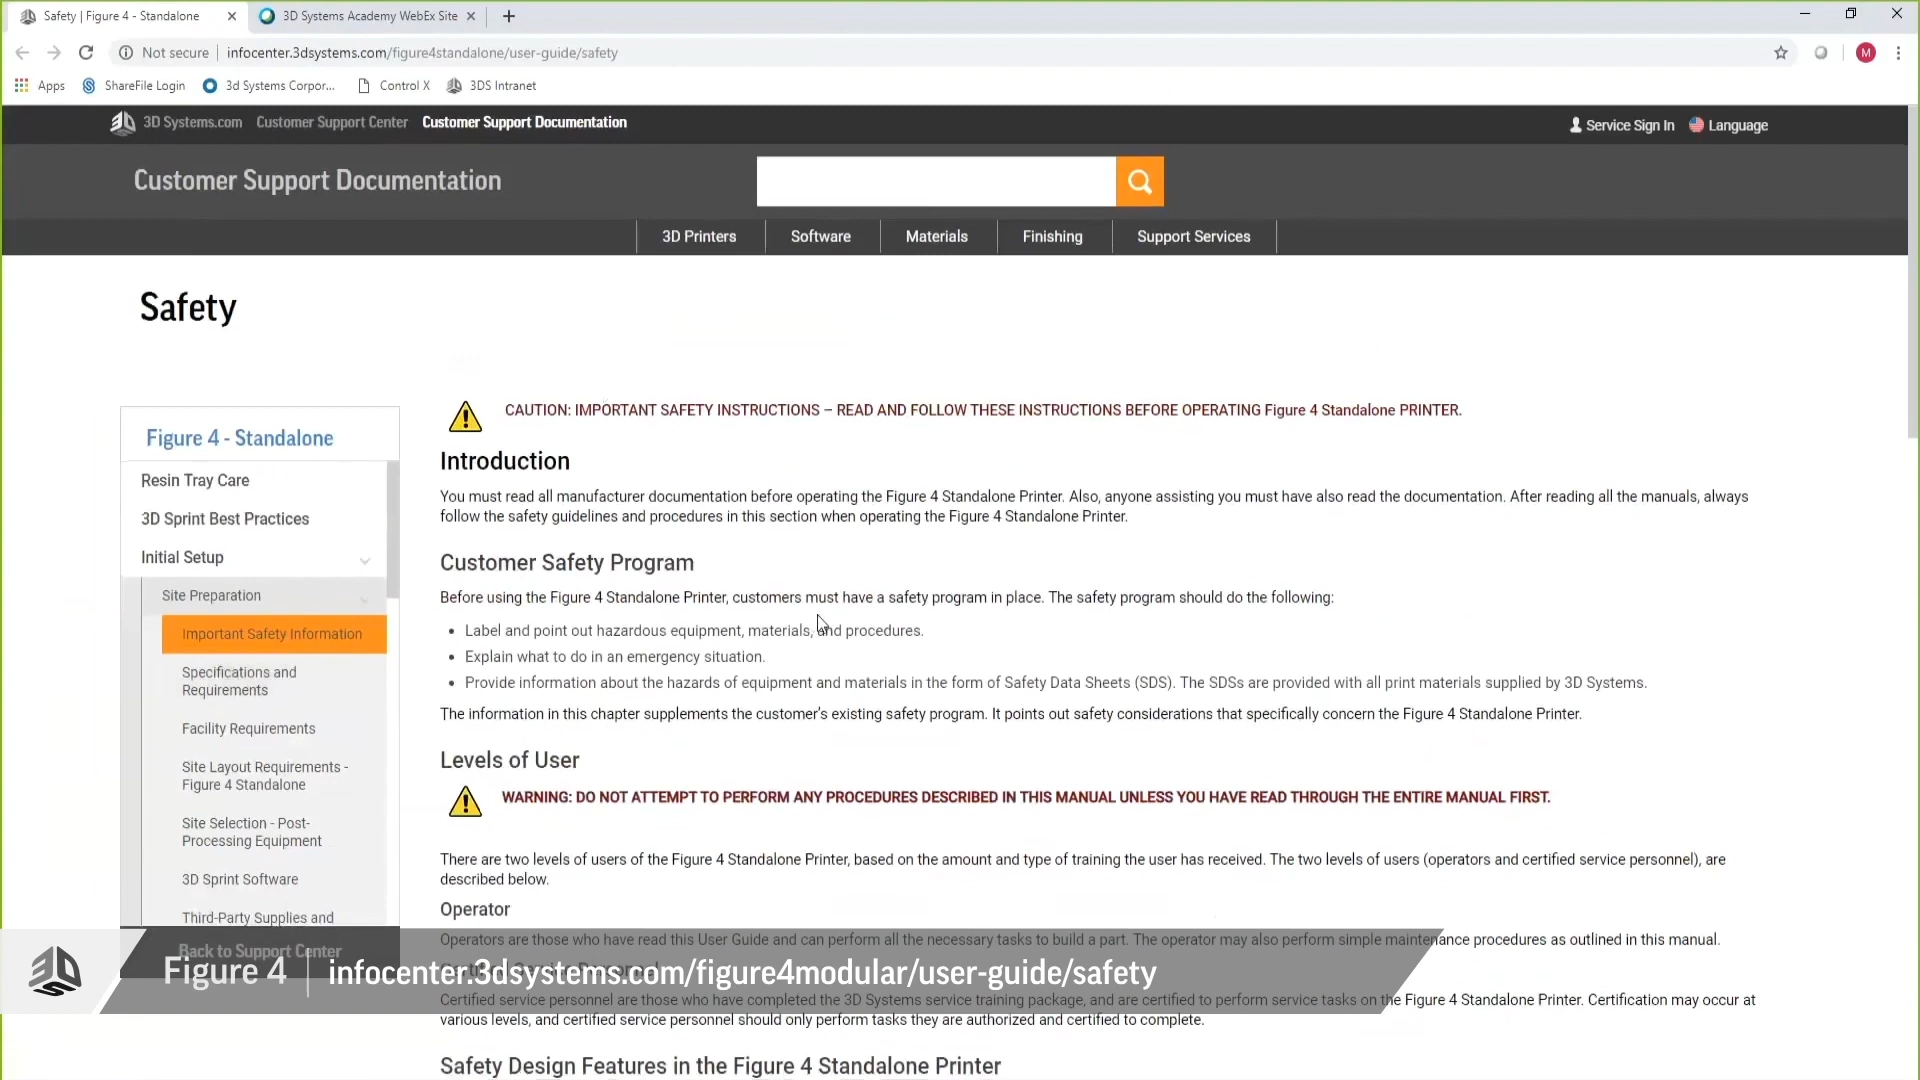 Safety | Figure 4 - Standalone
3D Systems Academy WebEx Site
Not secure
infocenter.3dsystems.com/figure4standalone/user-guide/safety
M
Apps
ShareFile Login
3d Systems Corpor...
Control X
3DS Intranet
3D Systems.com
Customer Support Center
Customer Support Documentation
Service Sign In
Language
Customer Support Documentation
3D Printers
Software
Materials
Finishing
Support Services
Safety
Figure 4 - Standalone
Resin Tray Care
3D Sprint Best Practices
Initial Setup
Site Preparation
Important Safety Information
Specifications and
Requirements
Facility Requirements
Site Layout Requirements -
Figure 4 Standalone
Site Selection - Post-
Processing Equipment
3D Sprint Software
Third-Party Supplies and
Back to Support Center
CAUTION: IMPORTANT SAFETY INSTRUCTIONS – READ AND FOLLOW THESE INSTRUCTIONS BEFORE OPERATING Figure 4 Standalone PRINTER.
Introduction
You must read all manufacturer documentation before operating the Figure 4 Standalone Printer. Also, anyone assisting you must have also read the documentation. After reading all the manuals, always
follow the safety guidelines and procedures in this section when operating the Figure 4 Standalone Printer.
Customer Safety Program
Before using the Figure 4 Standalone Printer, customers must have a safety program in place. The safety program should do the following:
• Label and point out hazardous equipment, materials, and procedures.
• Explain what to do in an emergency situation.
• Provide information about the hazards of equipment and materials in the form of Safety Data Sheets (SDS). The SDSs are provided with all print materials supplied by 3D Systems.
The information in this chapter supplements the customer's existing safety program. It points out safety considerations that specifically concern the Figure 4 Standalone Printer.
Levels of User
WARNING: DO NOT ATTEMPT TO PERFORM ANY PROCEDURES DESCRIBED IN THIS MANUAL UNLESS YOU HAVE READ THROUGH THE ENTIRE MANUAL FIRST.
There are two levels of users of the Figure 4 Standalone Printer, based on the amount and type of training the user has received. The two levels of users (operators and certified service personnel), are
described below.
Operator
Operators are those who have read this User Guide and can perform all the necessary tasks to build a part. The operator may also perform simple maintenance procedures as outlined in this manual.
Certified Service Personnel
Certified service personnel are those who have completed the 3D Systems service training package, and are certified to perform service tasks on the Figure 4 Standalone Printer. Certification may occur at
various levels, and certified service personnel should only perform tasks they are authorized and certified to complete.
Safety Design Features in the Figure 4 Standalone Printer
Figure 4
infocenter.3dsystems.com/figure4modular/user-guide/safety